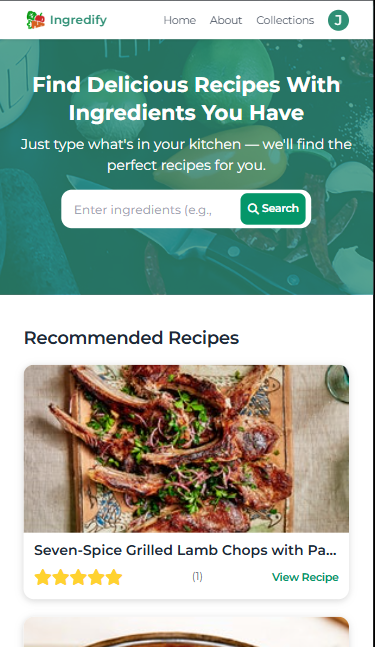 Ingredify Home About Collections J
Find Delicious Recipes With
Ingredients You Have
Just type what's in your kitchen — we'll find the
perfect recipes for you.
Enter ingredients (e.g., Search
Recommended Recipes
Seven-Spice Grilled Lamb Chops with Pa...
(1) View Recipe